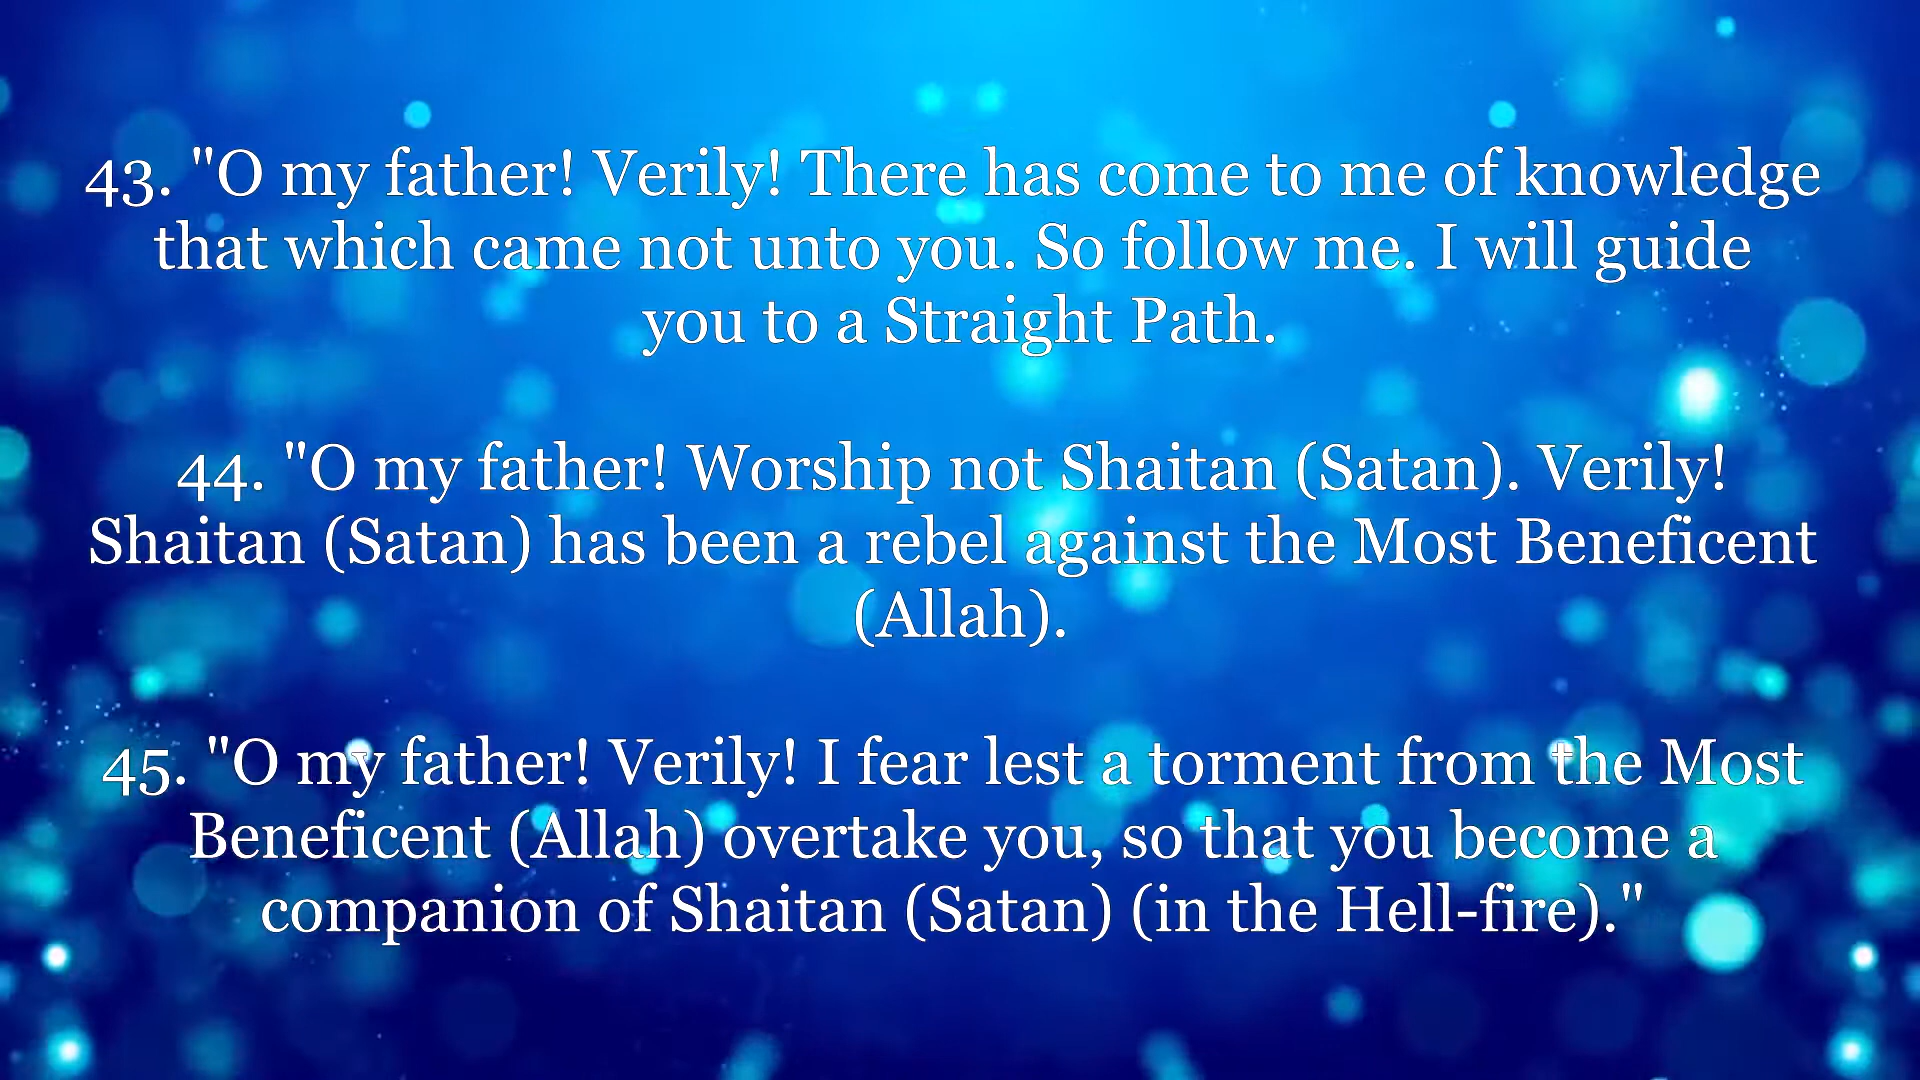 43. "O my father! Verily! There has come to me of knowledge
that which came not unto you. So follow me. I will guide
you to a Straight Path.
44. "O my father! Worship not Shaitan (Satan). Verily!
Shaitan (Satan) has been a rebel against the Most Beneficent
(Allah).
45. "O my father! Verily! I fear lest a torment from the Most
Beneficent (Allah) overtake you, so that you become a
companion of Shaitan (Satan) (in the Hell-fire)."